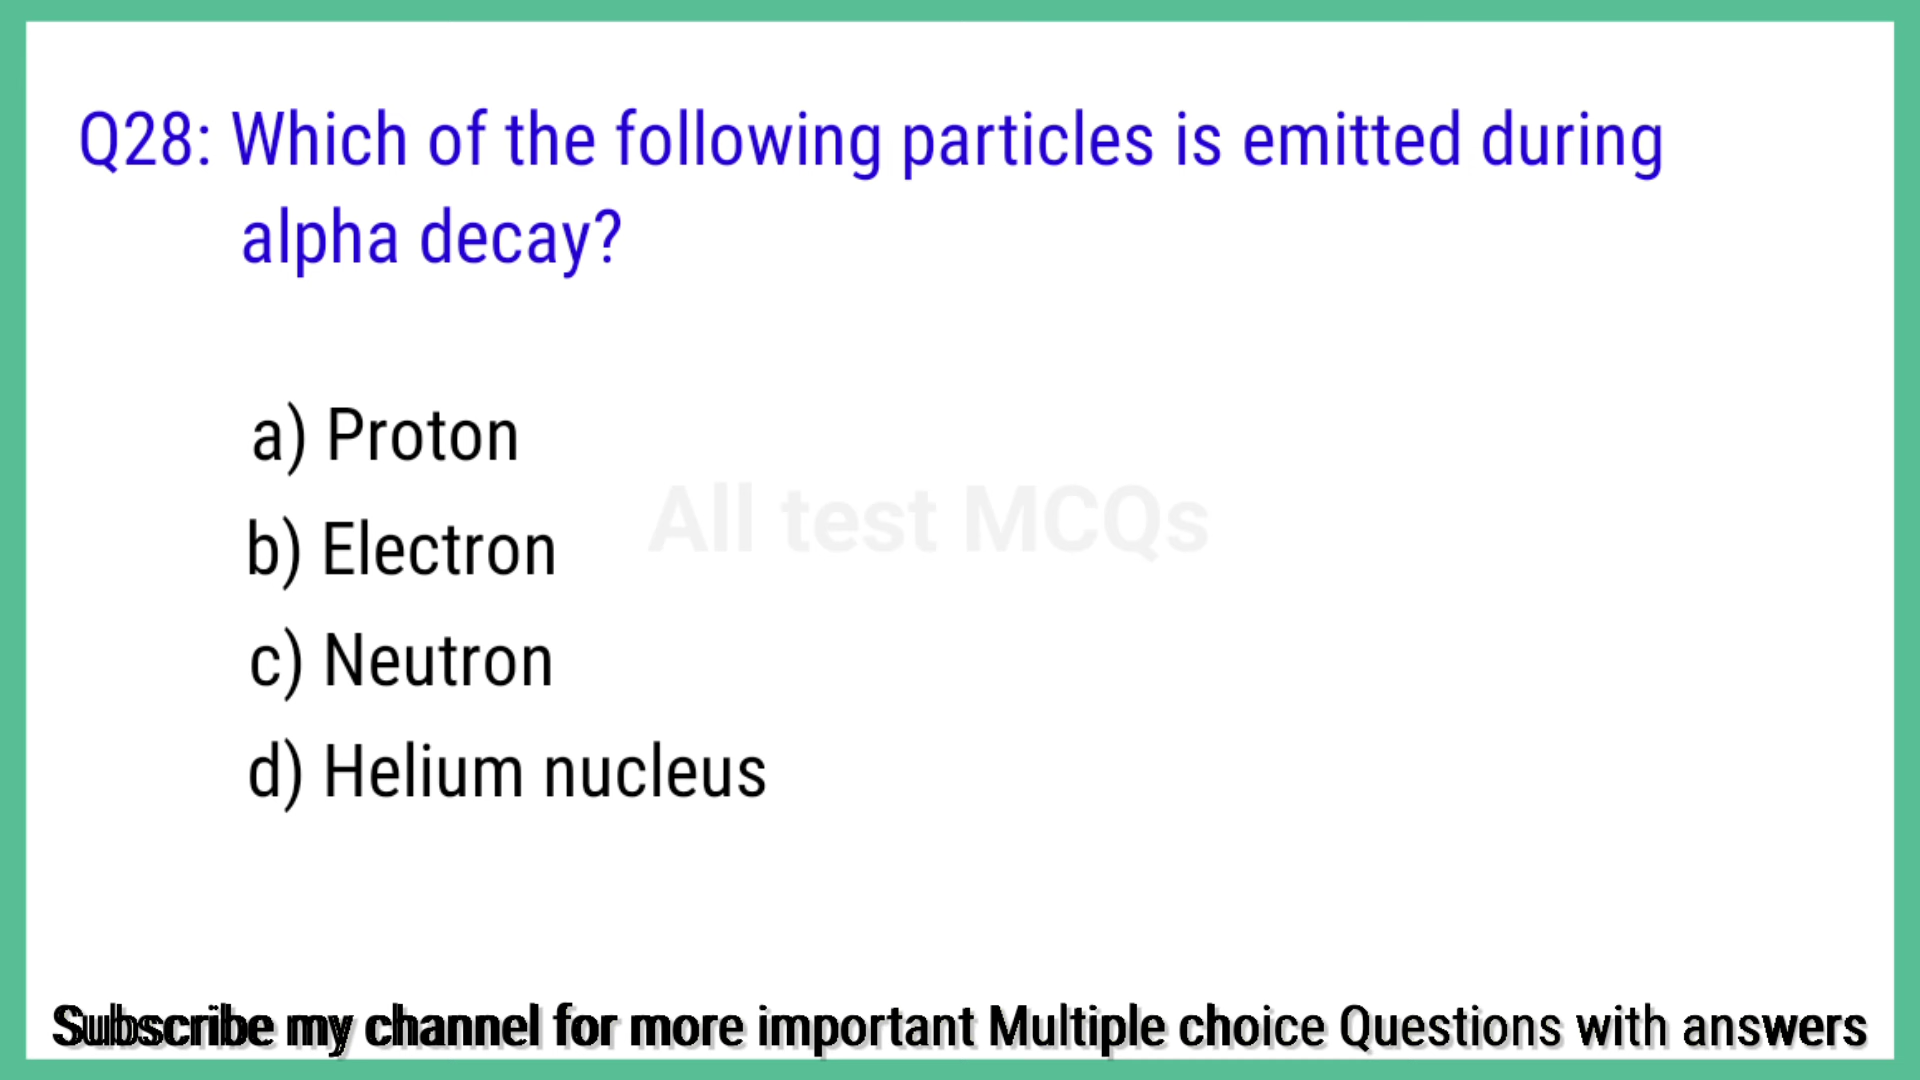 Q28: Which of the following particles is emitted during
alpha decay?
a) Proton
All test MCQs
b) Electron
c) Neutron
d) Helium nucleus
Subscribe my channel for more important Multiple choice Questions with answers